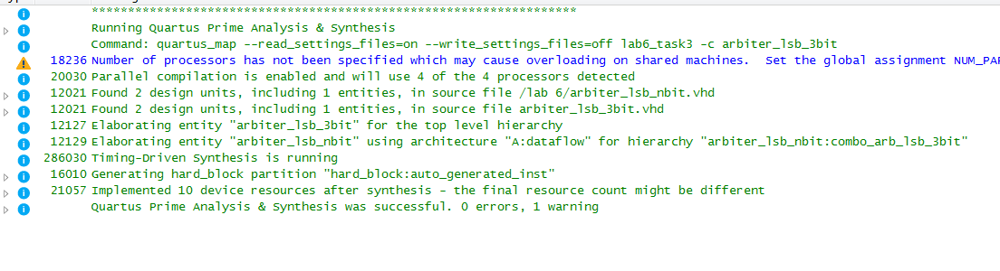 *******************************************************************
Running Quartus Prime Analysis & Synthesis
Command: quartus_map --read_settings_files=on --write_settings_files=off lab6_task3 -c arbiter_lsb_3bit
18236 Number of processors has not been specified which may cause overloading on shared machines.  Set the global assignment NUM_PAR
20030 Parallel compilation is enabled and will use 4 of the 4 processors detected
12021 Found 2 design units, including 1 entities, in source file /lab 6/arbiter_lsb_nbit.vhd
12021 Found 2 design units, including 1 entities, in source file arbiter_lsb_3bit.vhd
12127 Elaborating entity "arbiter_lsb_3bit" for the top level hierarchy
12129 Elaborating entity "arbiter_lsb_nbit" using architecture "A:dataflow" for hierarchy "arbiter_lsb_nbit:combo_arb_lsb_3bit"
286030 Timing-Driven Synthesis is running
16010 Generating hard_block partition "hard_block:auto_generated_inst"
21057 Implemented 10 device resources after synthesis - the final resource count might be different
Quartus Prime Analysis & Synthesis was successful. 0 errors, 1 warning